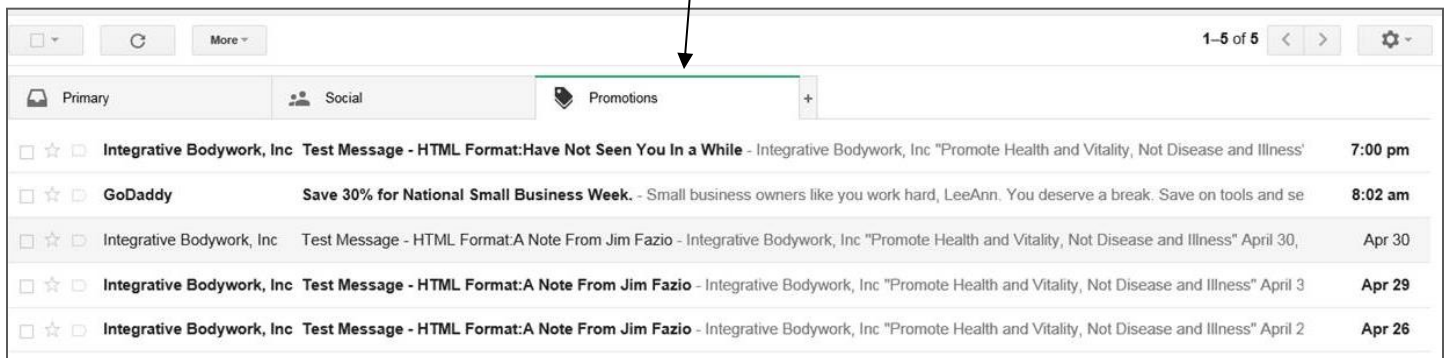 More 1–5 of 5
Primary Social Promotions +
Integrative Bodywork, Inc Test Message - HTML Format:Have Not Seen You In a While - Integrative Bodywork, Inc "Promote Health and Vitality, Not Disease and Illness" 7:00 pm
GoDaddy Save 30% for National Small Business Week. - Small business owners like you work hard, LeeAnn. You deserve a break. Save on tools and se 8:02 am
Integrative Bodywork, Inc Test Message - HTML Format:A Note From Jim Fazio - Integrative Bodywork, Inc "Promote Health and Vitality, Not Disease and Illness" April 30, Apr 30
Integrative Bodywork, Inc Test Message - HTML Format:A Note From Jim Fazio - Integrative Bodywork, Inc "Promote Health and Vitality, Not Disease and Illness" April 3 Apr 29
Integrative Bodywork, Inc Test Message - HTML Format:A Note From Jim Fazio - Integrative Bodywork, Inc "Promote Health and Vitality, Not Disease and Illness" April 2 Apr 26